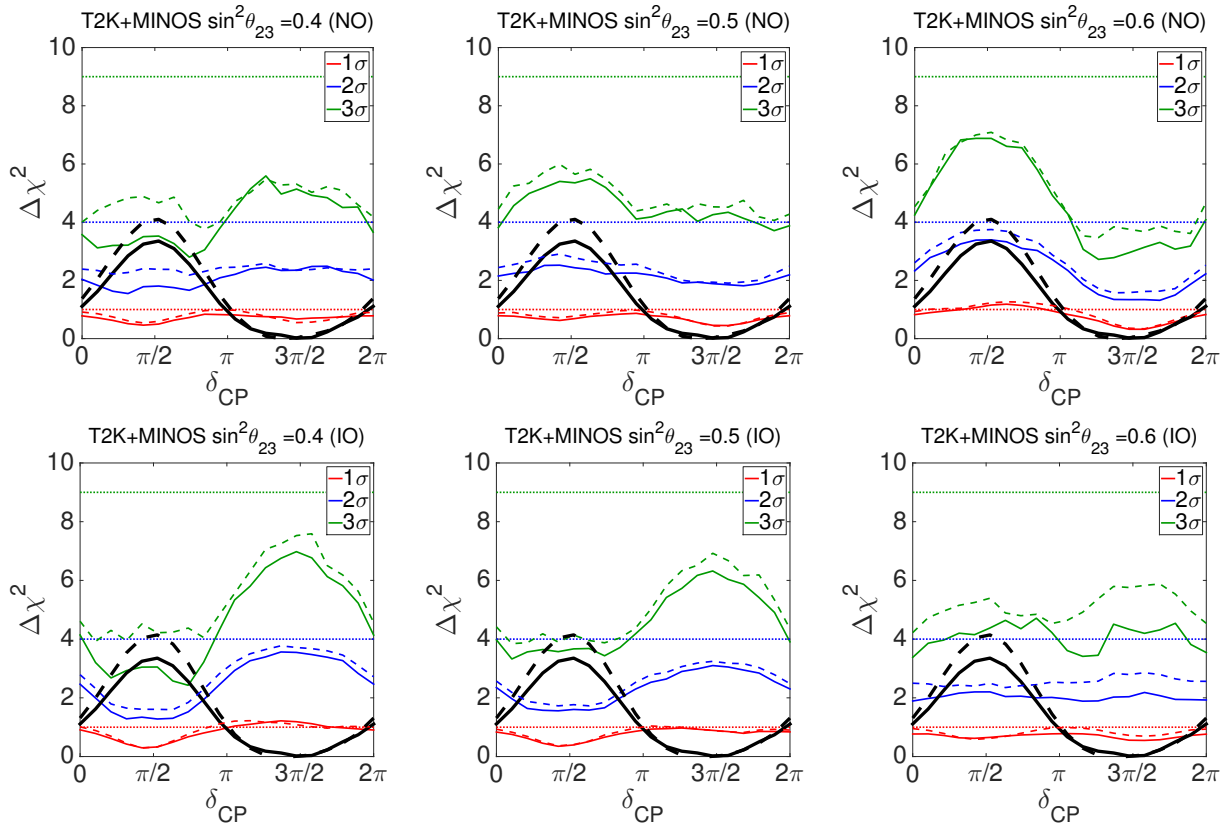 T2K+MINOS sin²θ₂₃ =0.4 (NO)
10
8
6
4
2
0
Δχ²
0
π/2
π
3π/2
2π
δ_CP
1σ
2σ
3σ
T2K+MINOS sin²θ₂₃ =0.5 (NO)
10
8
6
4
2
0
Δχ²
0
π/2
π
3π/2
2π
δ_CP
1σ
2σ
3σ
T2K+MINOS sin²θ₂₃ =0.6 (NO)
10
8
6
4
2
0
Δχ²
0
π/2
π
3π/2
2π
δ_CP
1σ
2σ
3σ
T2K+MINOS sin²θ₂₃ =0.4 (IO)
10
8
6
4
2
0
Δχ²
0
π/2
π
3π/2
2π
δ_CP
1σ
2σ
3σ
T2K+MINOS sin²θ₂₃ =0.5 (IO)
10
8
6
4
2
0
Δχ²
0
π/2
π
3π/2
2π
δ_CP
1σ
2σ
3σ
T2K+MINOS sin²θ₂₃ =0.6 (IO)
10
8
6
4
2
0
Δχ²
0
π/2
π
3π/2
2π
δ_CP
1σ
2σ
3σ